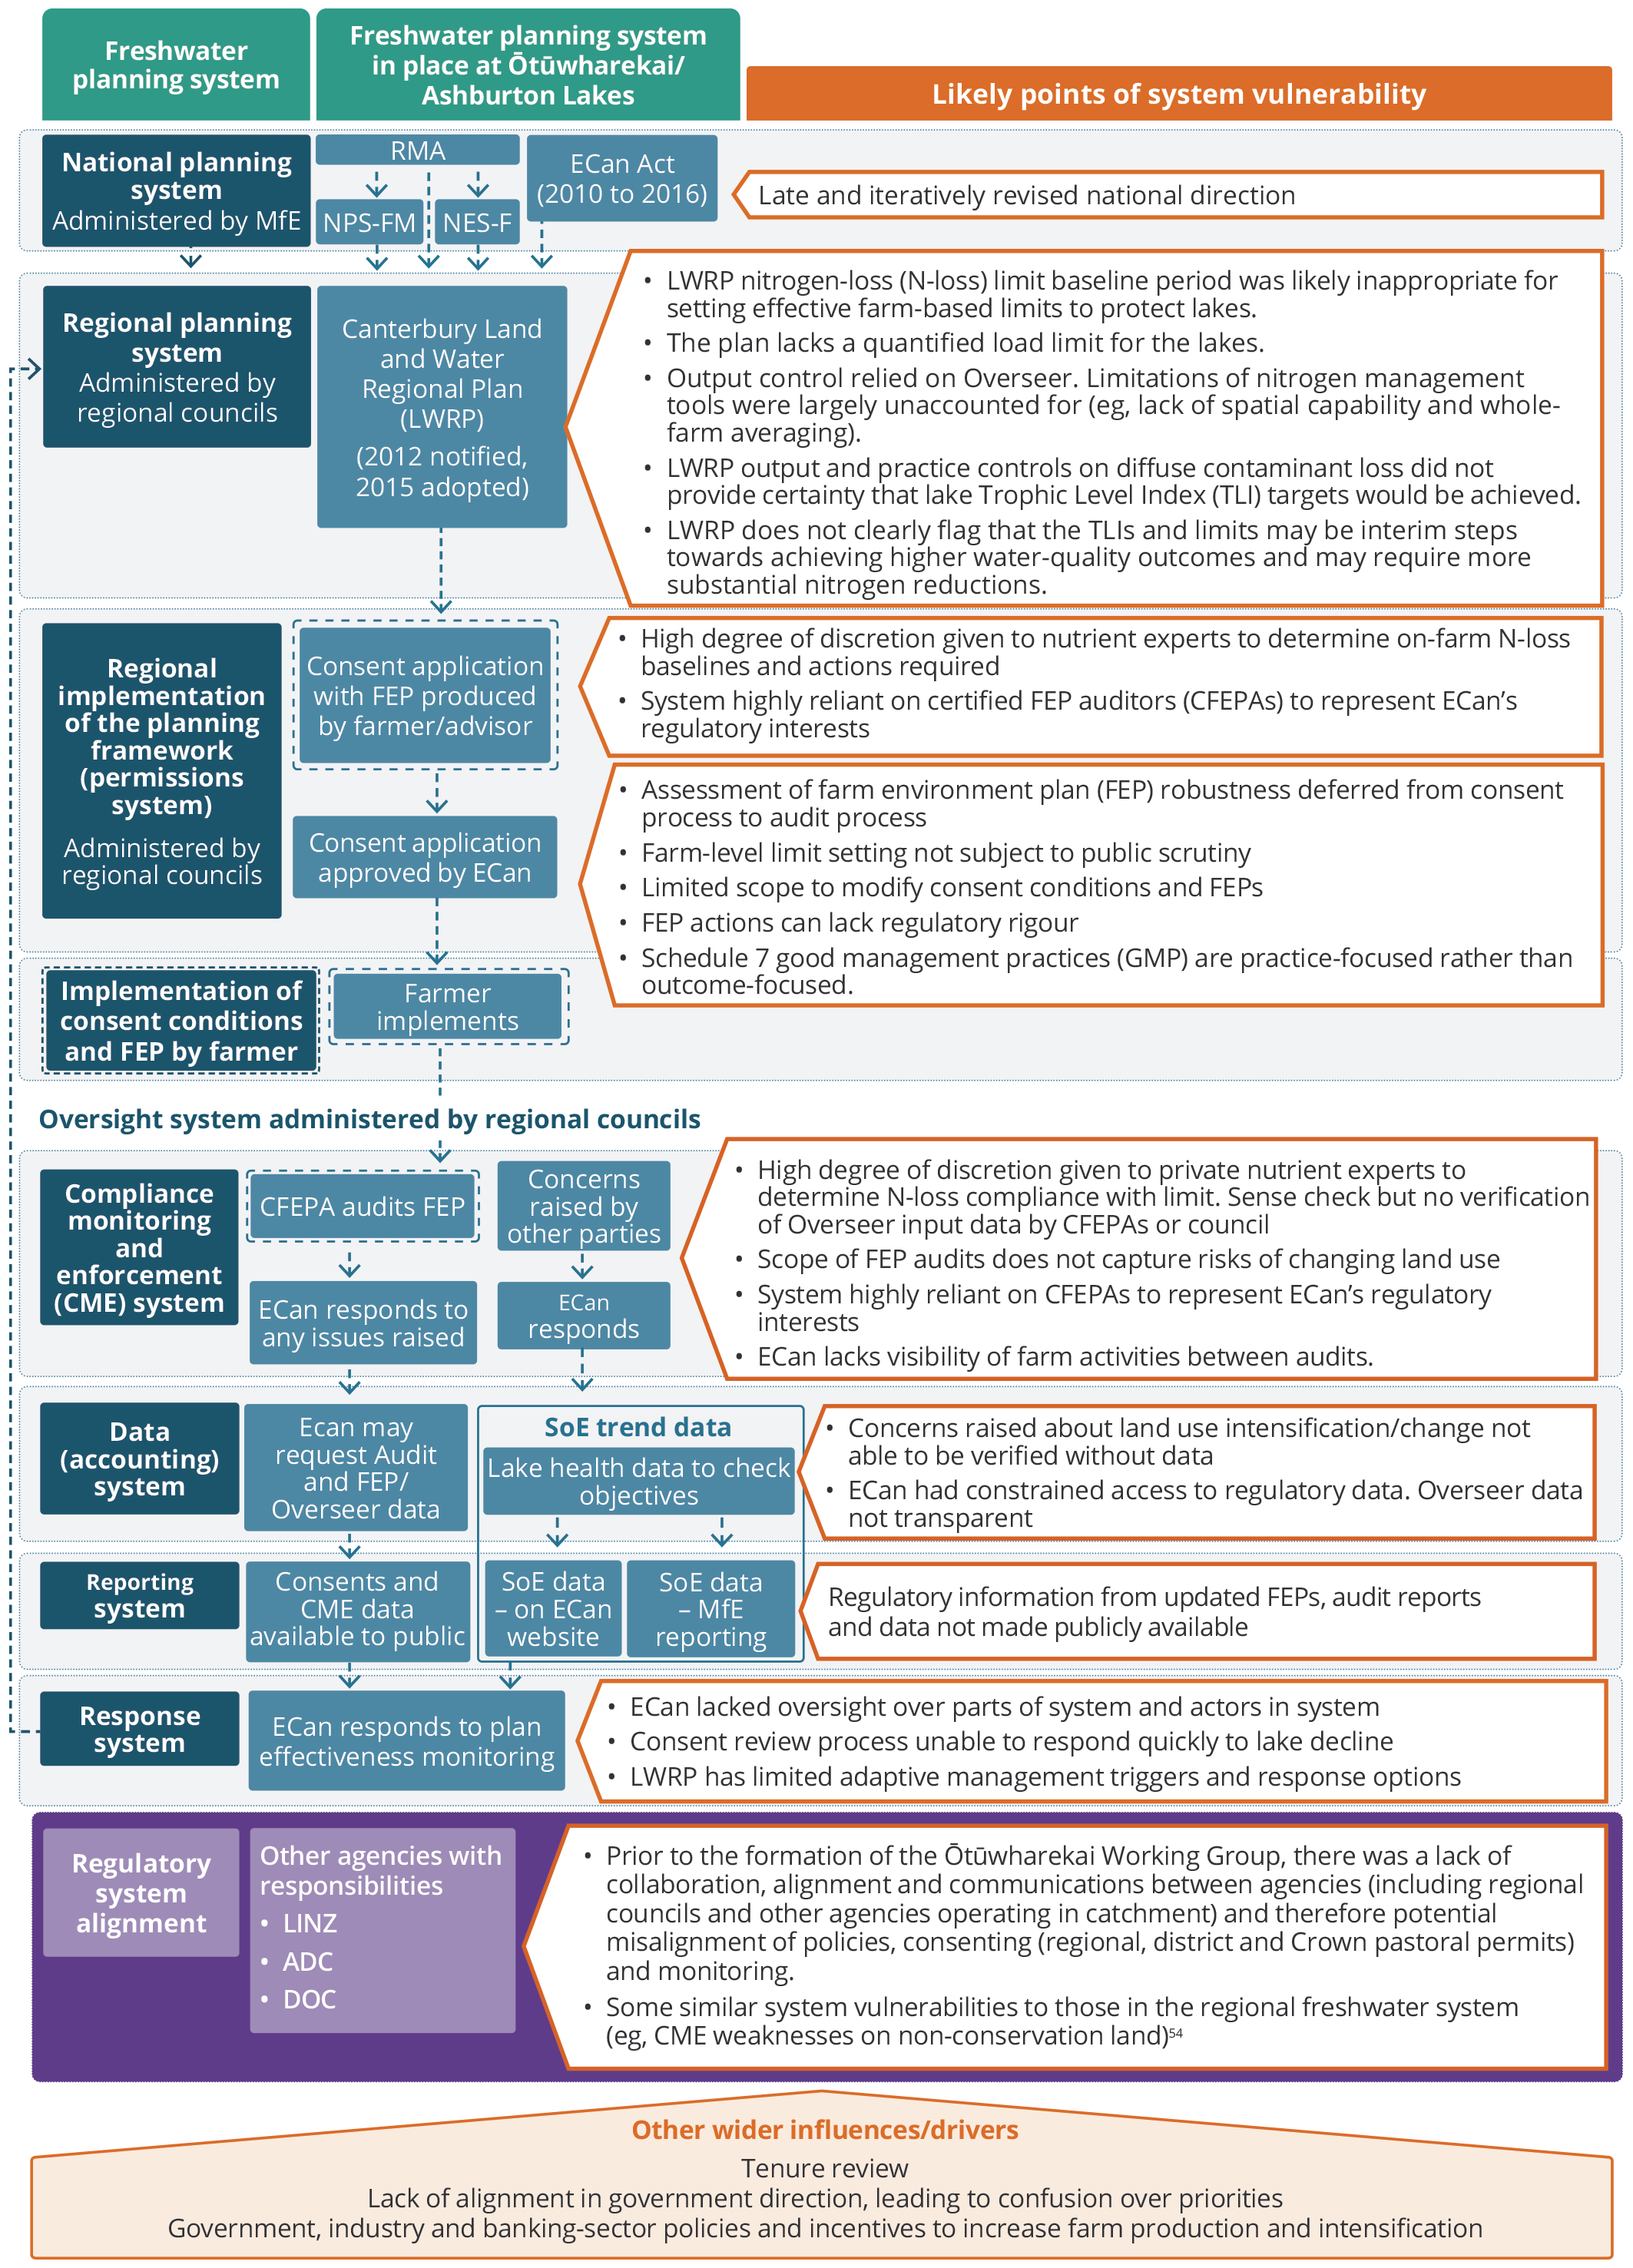 Freshwater
planning system
Freshwater planning system
in place at Ōtūwharekai/
Ashburton Lakes
Likely points of system vulnerability
National planning
system
Administered by MfE
RMA
NPS-FM
NES-F
ECan Act
(2010 to 2016)
Late and iteratively revised national direction
Regional planning
system
Administered by
regional councils
Canterbury Land
and Water
Regional Plan
(LWRP)
(2012 notified,
2015 adopted)
• LWRP nitrogen-loss (N-loss) limit baseline period was likely inappropriate for
setting effective farm-based limits to protect lakes.
• The plan lacks a quantified load limit for the lakes.
• Output control relied on Overseer. Limitations of nitrogen management
tools were largely unaccounted for (eg, lack of spatial capability and whole-
farm averaging).
• LWRP output and practice controls on diffuse contaminant loss did not
provide certainty that lake Trophic Level Index (TLI) targets would be achieved.
• LWRP does not clearly flag that the TLIs and limits may be interim steps
towards achieving higher water-quality outcomes and may require more
substantial nitrogen reductions.
Regional
implementation
of the planning
framework
(permissions
system)
Administered by
regional councils
Consent application
with FEP produced
by farmer/advisor
• High degree of discretion given to nutrient experts to determine on-farm N-loss
baselines and actions required
• System highly reliant on certified FEP auditors (CFEPAs) to represent ECan’s
regulatory interests
Consent application
approved by ECan
• Assessment of farm environment plan (FEP) robustness deferred from consent
process to audit process
• Farm-level limit setting not subject to public scrutiny
• Limited scope to modify consent conditions and FEPs
• FEP actions can lack regulatory rigour
• Schedule 7 good management practices (GMP) are practice-focused rather than
outcome-focused.
Implementation of
consent conditions
and FEP by farmer
Farmer
implements
Oversight system administered by regional councils
Compliance
monitoring
and
enforcement
(CME) system
CFEPA audits FEP
ECan responds to
any issues raised
Concerns
raised by
other parties
ECan
responds
• High degree of discretion given to private nutrient experts to
determine N-loss compliance with limit. Sense check but no verification
of Overseer input data by CFEPAs or council
• Scope of FEP audits does not capture risks of changing land use
• System highly reliant on CFEPAs to represent ECan’s regulatory
interests
• ECan lacks visibility of farm activities between audits.
Data
(accounting)
system
Ecan may
request Audit
and FEP/
Overseer data
SoE trend data
Lake health data to check
objectives
• Concerns raised about land use intensification/change not
able to be verified without data
• ECan had constrained access to regulatory data. Overseer data
not transparent
Reporting
system
Consents and
CME data
available to public
SoE data
– on ECan
website
SoE data
– MfE
reporting
Regulatory information from updated FEPs, audit reports
and data not made publicly available
Response
system
ECan responds to plan
effectiveness monitoring
• ECan lacked oversight over parts of system and actors in system
• Consent review process unable to respond quickly to lake decline
• LWRP has limited adaptive management triggers and response options
Regulatory
system
alignment
Other agencies with
responsibilities
• LINZ
• ADC
• DOC
• Prior to the formation of the Ōtūwharekai Working Group, there was a lack of
collaboration, alignment and communications between agencies (including regional
councils and other agencies operating in catchment) and therefore potential
misalignment of policies, consenting (regional, district and Crown pastoral permits)
and monitoring.
• Some similar system vulnerabilities to those in the regional freshwater system
(eg, CME weaknesses on non-conservation land)54
Other wider influences/drivers
Tenure review
Lack of alignment in government direction, leading to confusion over priorities
Government, industry and banking-sector policies and incentives to increase farm production and intensification